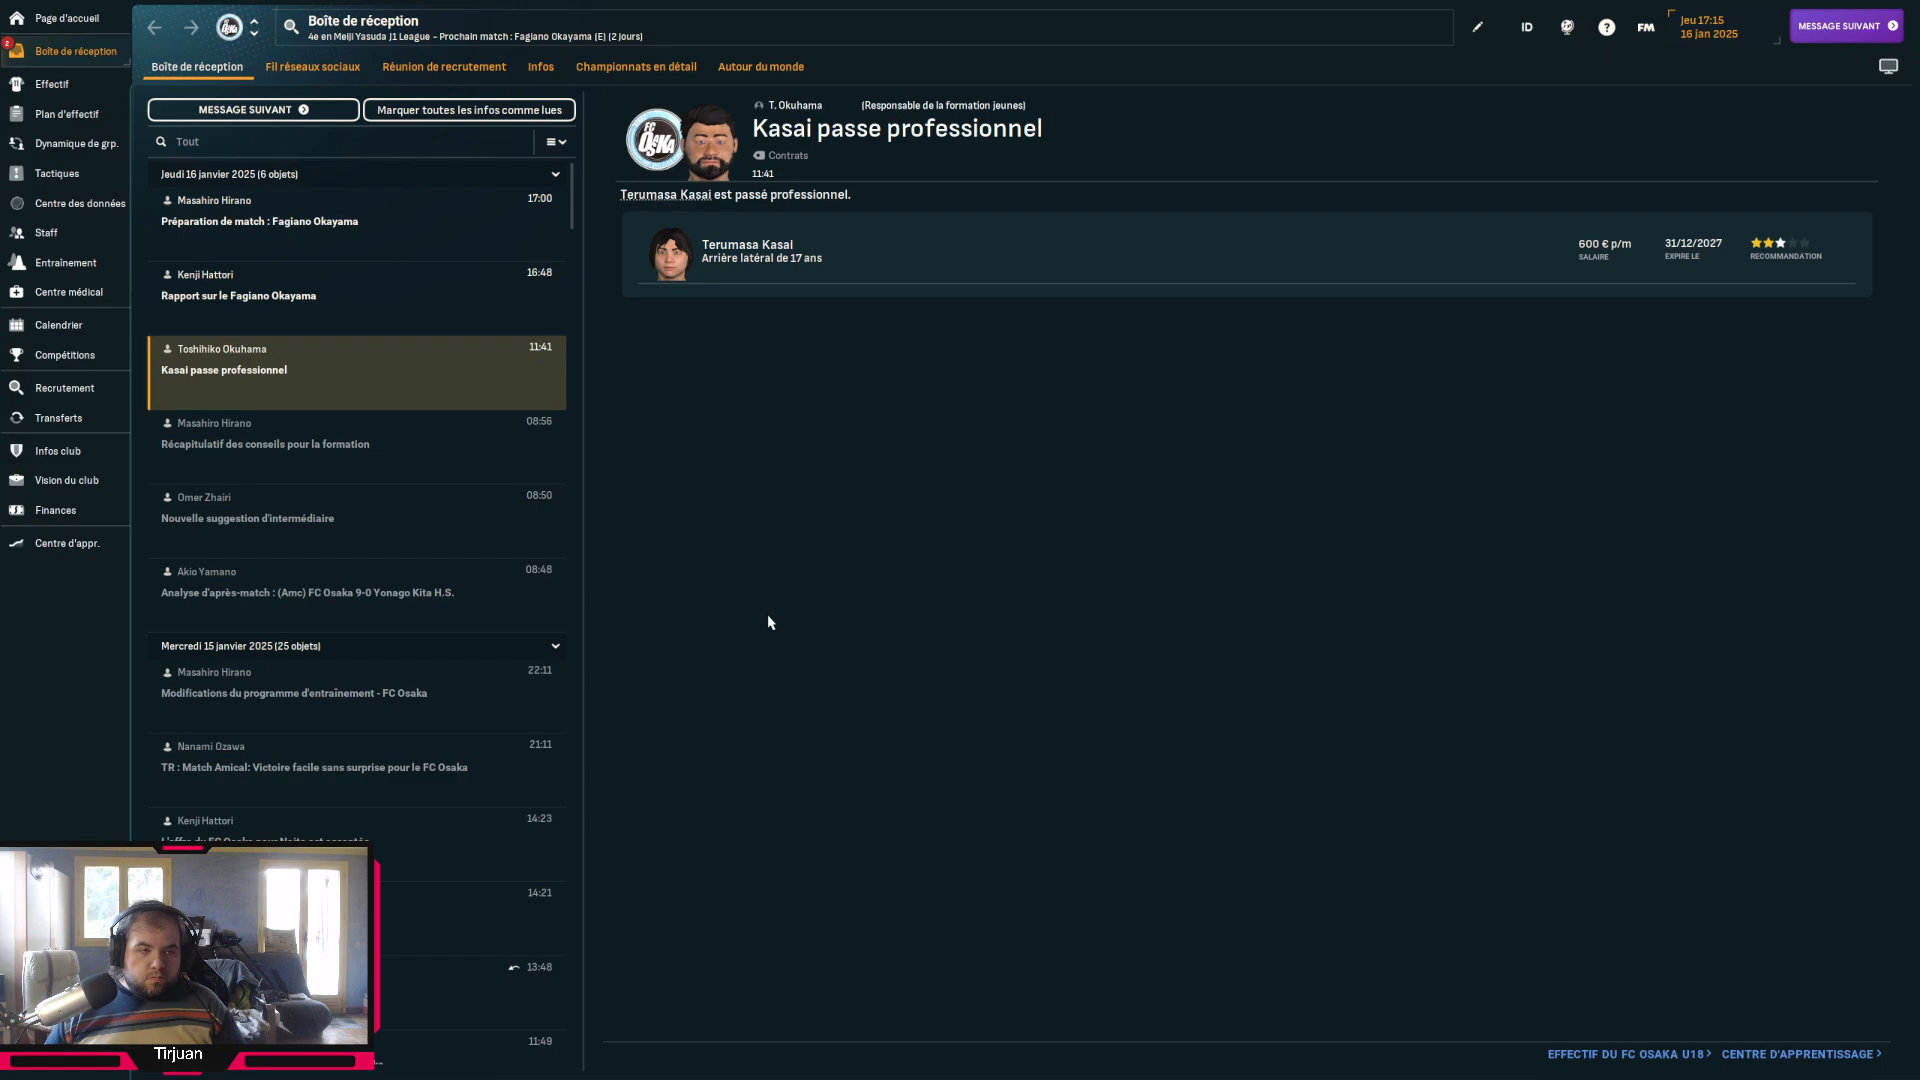 Page d'accueil
2
Boîte de réception
Effectif
Plan d'effectif
Dynamique de grp.
Tactiques
Centre des données
Staff
Entraînement
Centre médical
Calendrier
Compétitions
Recrutement
Transferts
Infos club
Vision du club
Finances
Centre d'appr.
Boîte de réception
4e en Meiji Yasuda J1 League - Prochain match : Fagiano Okayama (E) (2 jours)
ID
?
FM
Jeu 17:15
16 jan 2025
MESSAGE SUIVANT
Boîte de réception
Fil réseaux sociaux
Réunion de recrutement
Infos
Championnats en détail
Autour du monde
MESSAGE SUIVANT
Marquer toutes les infos comme lues
Tout
Jeudi 16 janvier 2025 (6 objets)
Masahiro Hirano 17:00
Préparation de match : Fagiano Okayama
Kenji Hattori 16:48
Rapport sur le Fagiano Okayama
Toshihiko Okuhama 11:41
Kasai passe professionnel
Masahiro Hirano 08:56
Récapitulatif des conseils pour la formation
Omer Zhairi 08:50
Nouvelle suggestion d'intermédiaire
Akio Yamano 08:48
Analyse d'après-match : (Amc) FC Osaka 9-0 Yonago Kita H.S.
Mercredi 15 janvier 2025 (25 objets)
Masahiro Hirano 22:11
Modifications du programme d'entraînement - FC Osaka
Nanami Ozawa 21:11
TR : Match Amical: Victoire facile sans surprise pour le FC Osaka
Kenji Hattori 14:23
14:21
13:48
11:49
FC OSAKA
T. Okuhama (Responsable de la formation jeunes)
Kasai passe professionnel
Contrats
11:41
Terumasa Kasai est passé professionnel.
Terumasa Kasai
Arrière latéral de 17 ans
600 € p/m
SALAIRE
31/12/2027
EXPIRE LE
RECOMMANDATION
Tirjuan
EFFECTIF DU FC OSAKA U18
CENTRE D'APPRENTISSAGE